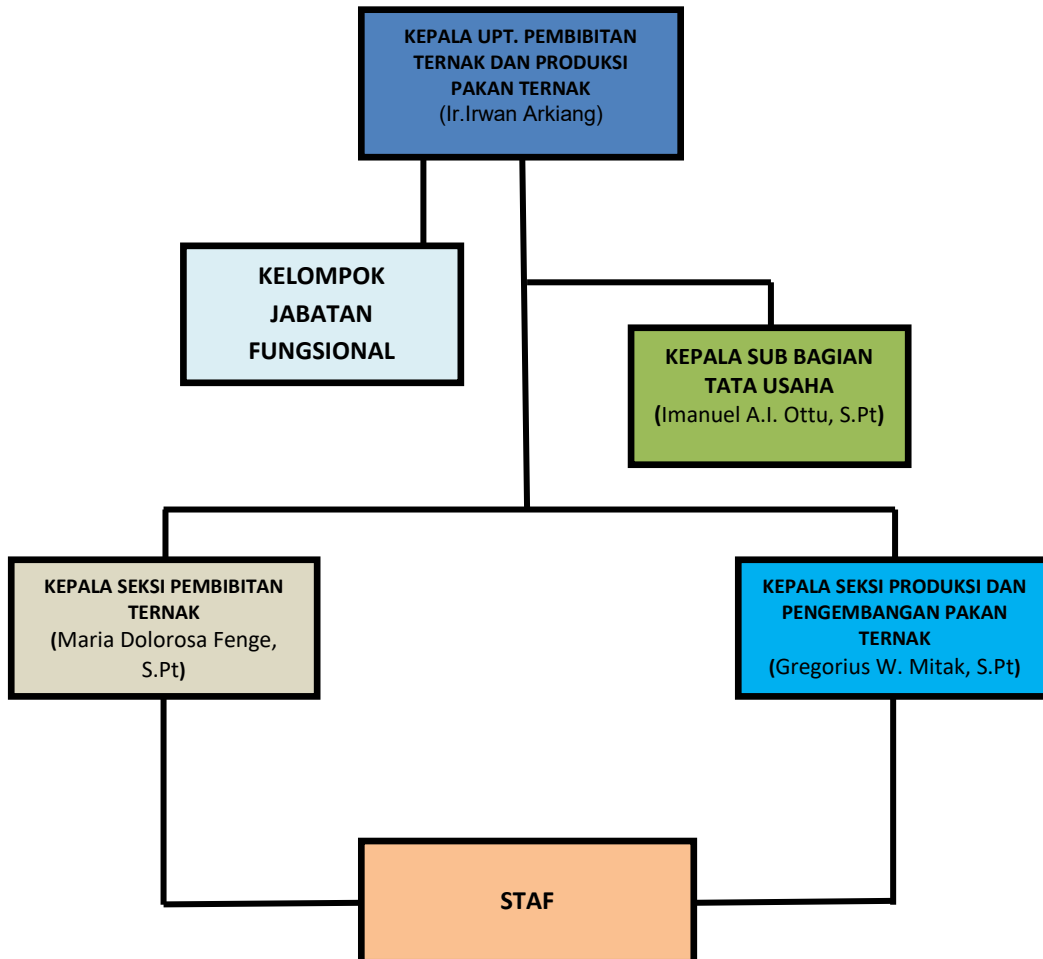 KEPALA UPT. PEMBIBITAN
TERNAK DAN PRODUKSI
PAKAN TERNAK
(Ir.Irwan Arkiang)
KELOMPOK
JABATAN
FUNGSIONAL
KEPALA SUB BAGIAN
TATA USAHA
(Imanuel A.I. Ottu, S.Pt)
KEPALA SEKSI PEMBIBITAN
TERNAK
(Maria Dolorosa Fenge,
S.Pt)
KEPALA SEKSI PRODUKSI DAN
PENGEMBANGAN PAKAN
TERNAK
(Gregorius W. Mitak, S.Pt)
STAF